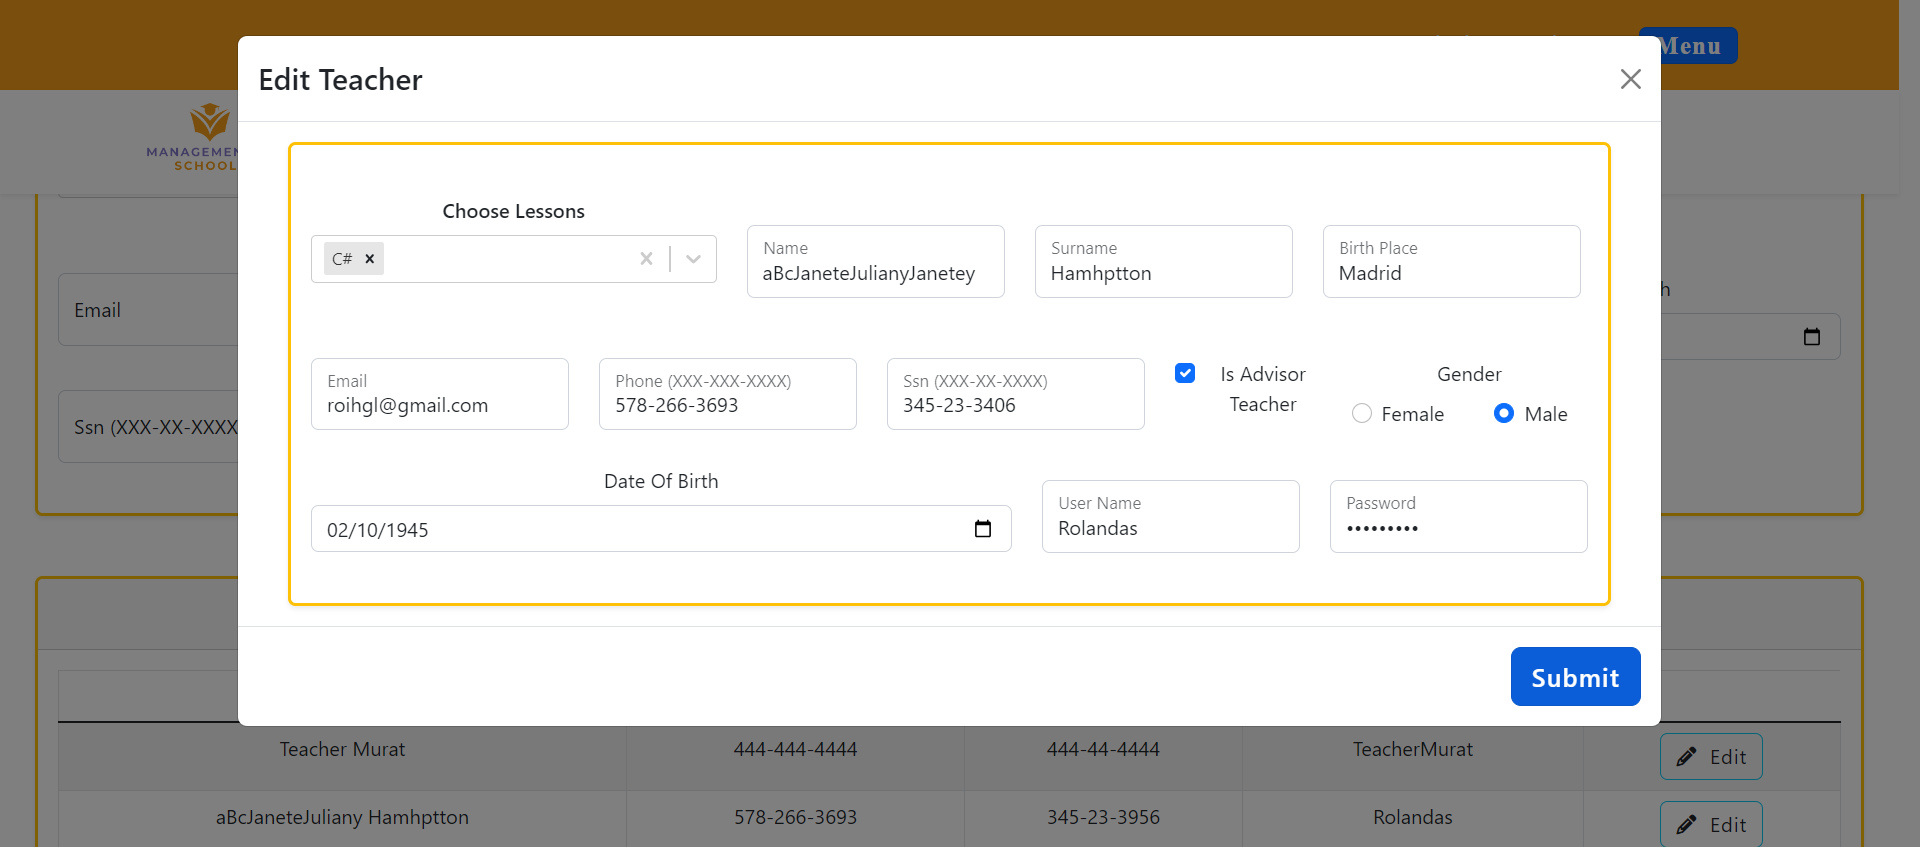 Menu
Edit Teacher
MANAGEMEN
SCHOOL
Choose Lessons
C#
Name
aBcJaneteJulianyJanetey
Surname
Hamhptton
Birth Place
Madrid
Email
h
Email
roihgl@gmail.com
Phone (XXX-XXX-XXXX)
578-266-3693
Ssn (XXX-XX-XXXX)
345-23-3406
Is Advisor
Teacher
Gender
Female
Male
Ssn (XXX-XX-XXXX
Date Of Birth
02/10/1945
User Name
Rolandas
Password
•••••••••
Submit
Teacher Murat 444-444-4444 444-44-4444 TeacherMurat Edit
aBcJaneteJuliany Hamhptton 578-266-3693 345-23-3956 Rolandas Edit